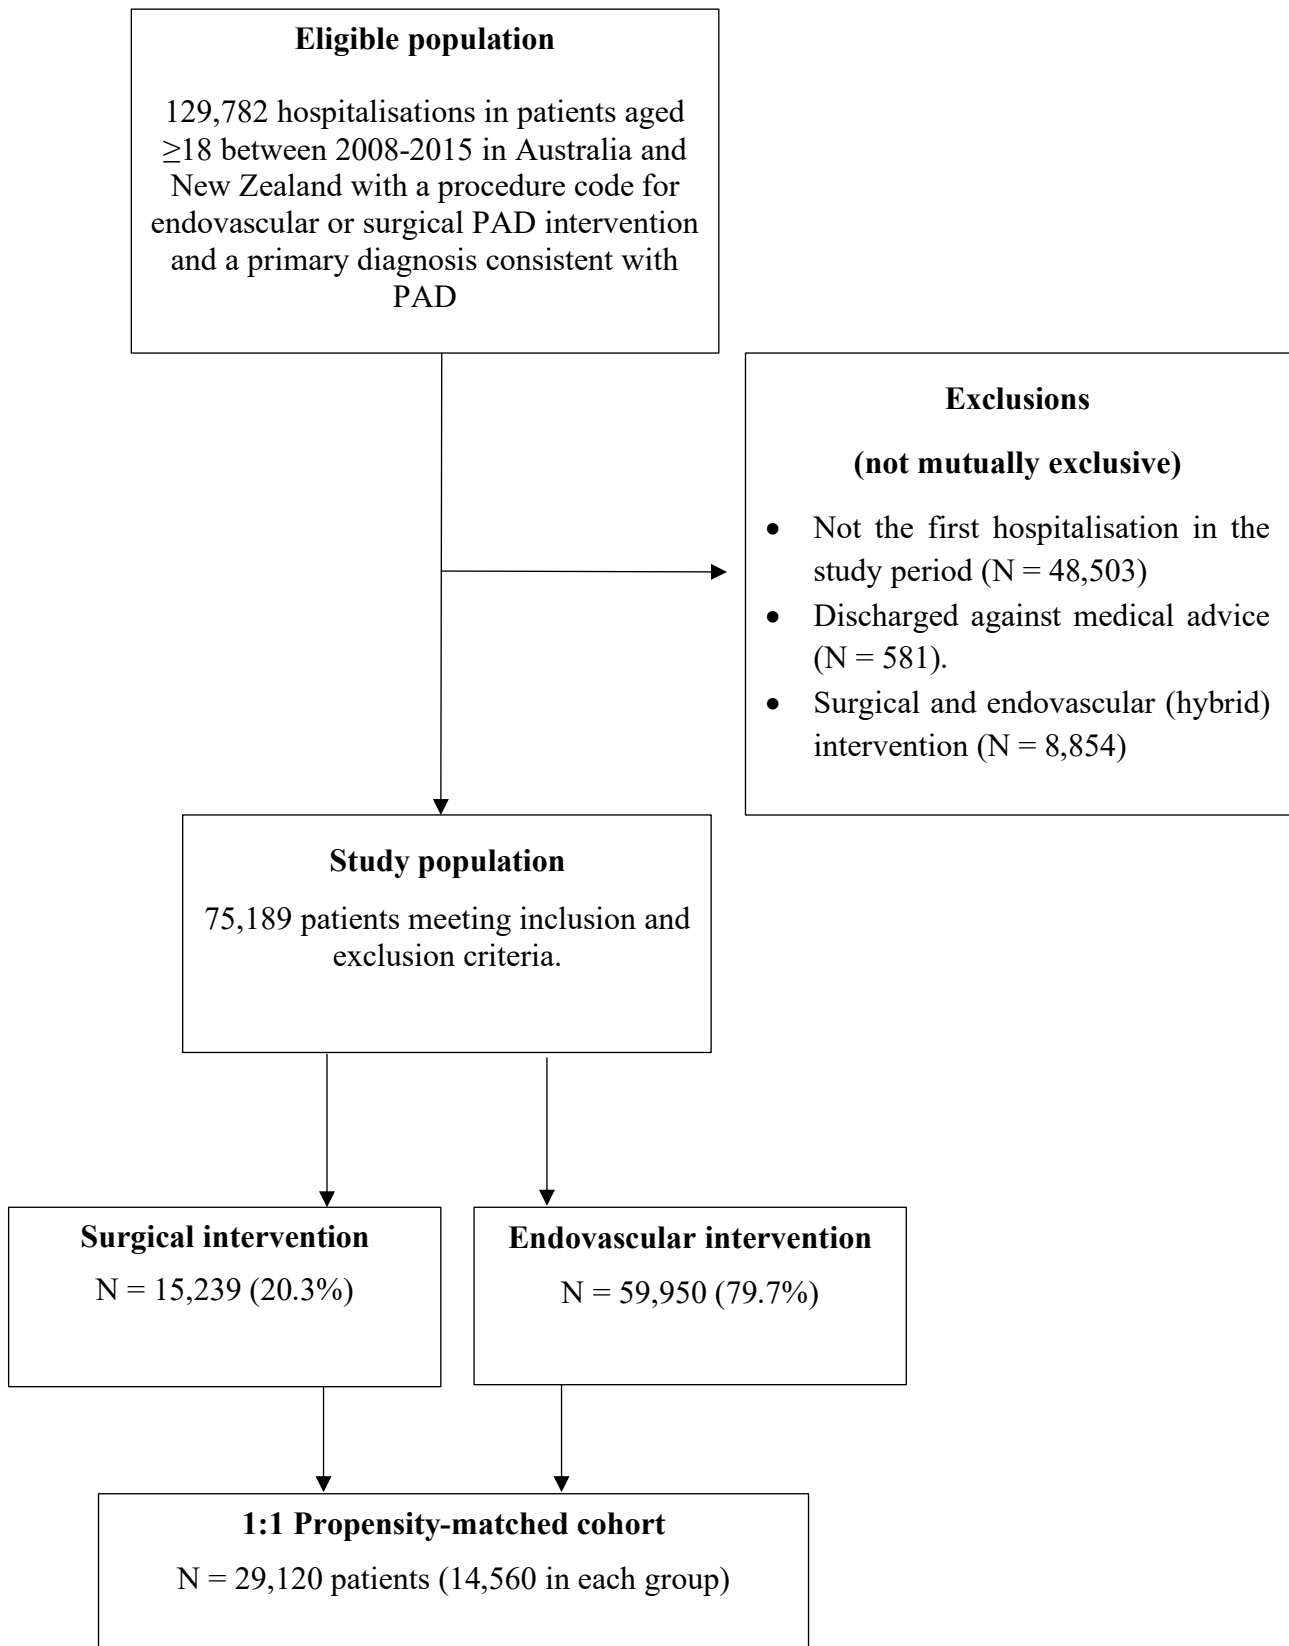 Eligible population
129,782 hospitalisations in patients aged
≥18 between 2008-2015 in Australia and
New Zealand with a procedure code for
endovascular or surgical PAD intervention
and a primary diagnosis consistent with
PAD
Exclusions
(not mutually exclusive)
• Not the first hospitalisation in the
study period (N = 48,503)
• Discharged against medical advice
(N = 581).
• Surgical and endovascular (hybrid)
intervention (N = 8,854)
Study population
75,189 patients meeting inclusion and
exclusion criteria.
Surgical intervention
N = 15,239 (20.3%)
Endovascular intervention
N = 59,950 (79.7%)
1:1 Propensity-matched cohort
N = 29,120 patients (14,560 in each group)